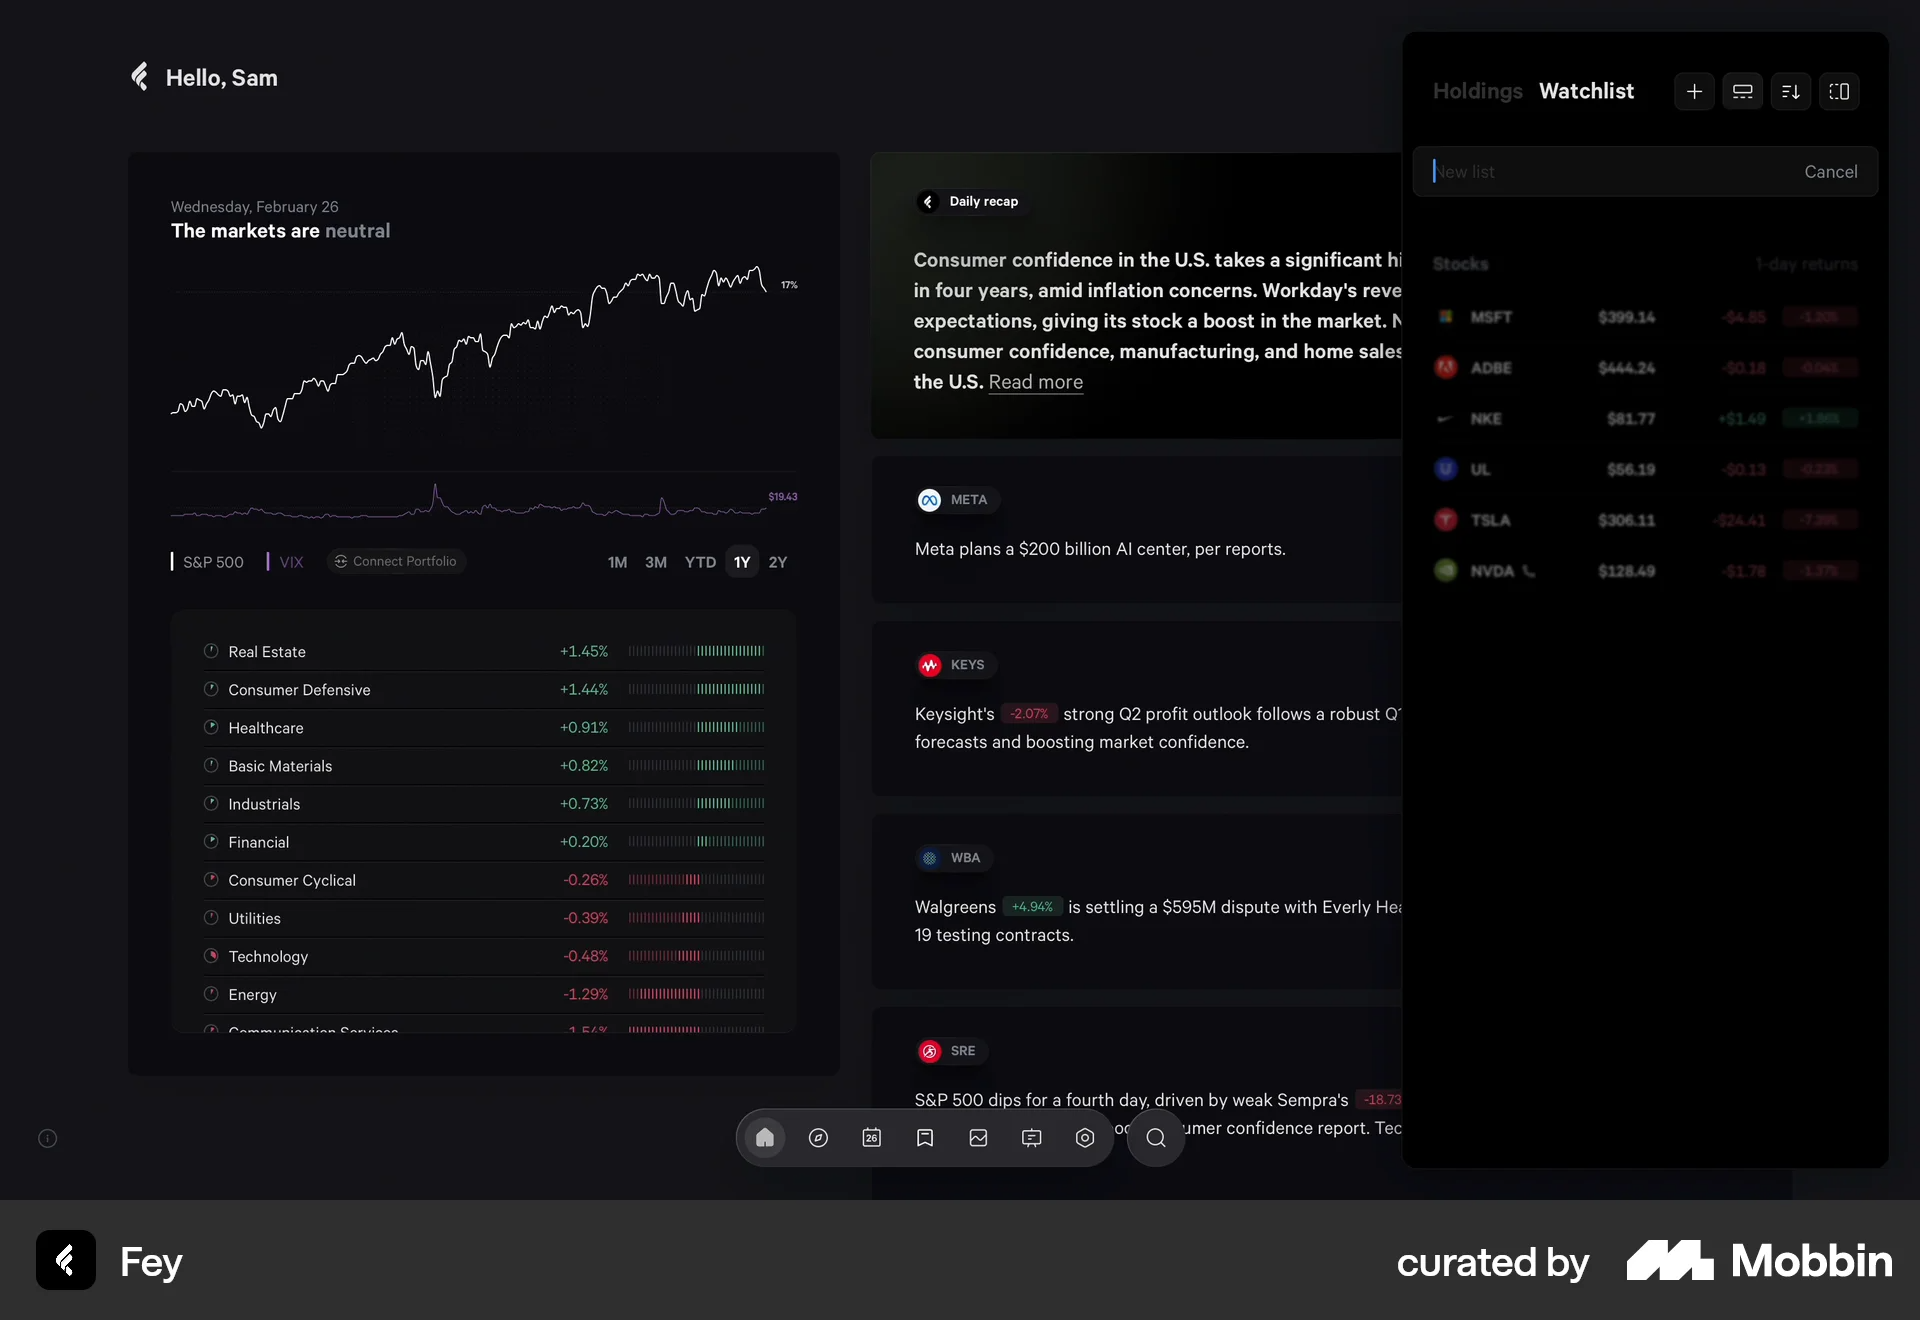 Hello, Sam
Wednesday, February 26
The markets are neutral
17%
$19.43
S&P 500
VIX
Connect Portfolio
1M 3M YTD 1Y 2Y
Real Estate +1.45%
Consumer Defensive +1.44%
Healthcare +0.91%
Basic Materials +0.82%
Industrials +0.73%
Financial +0.20%
Consumer Cyclical -0.26%
Utilities -0.39%
Technology -0.48%
Energy -1.29%
Communication Services -1.54%
Daily recap
Consumer confidence in the U.S. takes a significant hi
in four years, amid inflation concerns. Workday's reve
expectations, giving its stock a boost in the market. N
consumer confidence, manufacturing, and home sales
the U.S. Read more
META
Meta plans a $200 billion AI center, per reports.
KEYS
Keysight's -2.07% strong Q2 profit outlook follows a robust Q1
forecasts and boosting market confidence.
WBA
Walgreens +4.94% is settling a $595M dispute with Everly Hea
19 testing contracts.
SRE
S&P 500 dips for a fourth day, driven by weak Sempra's -18.73
umer confidence report. Tec
26
Holdings Watchlist
New list Cancel
Stocks 1-day returns
MSFT $399.14 -$4.85 -1.20%
ADBE $444.24 -$0.18 -0.04%
NKE $81.77 +$1.49 +1.86%
UL $56.19 -$0.13 -0.23%
TSLA $306.11 -$24.41 -7.39%
NVDA $128.49 -$1.78 -1.37%
Fey
curated by Mobbin